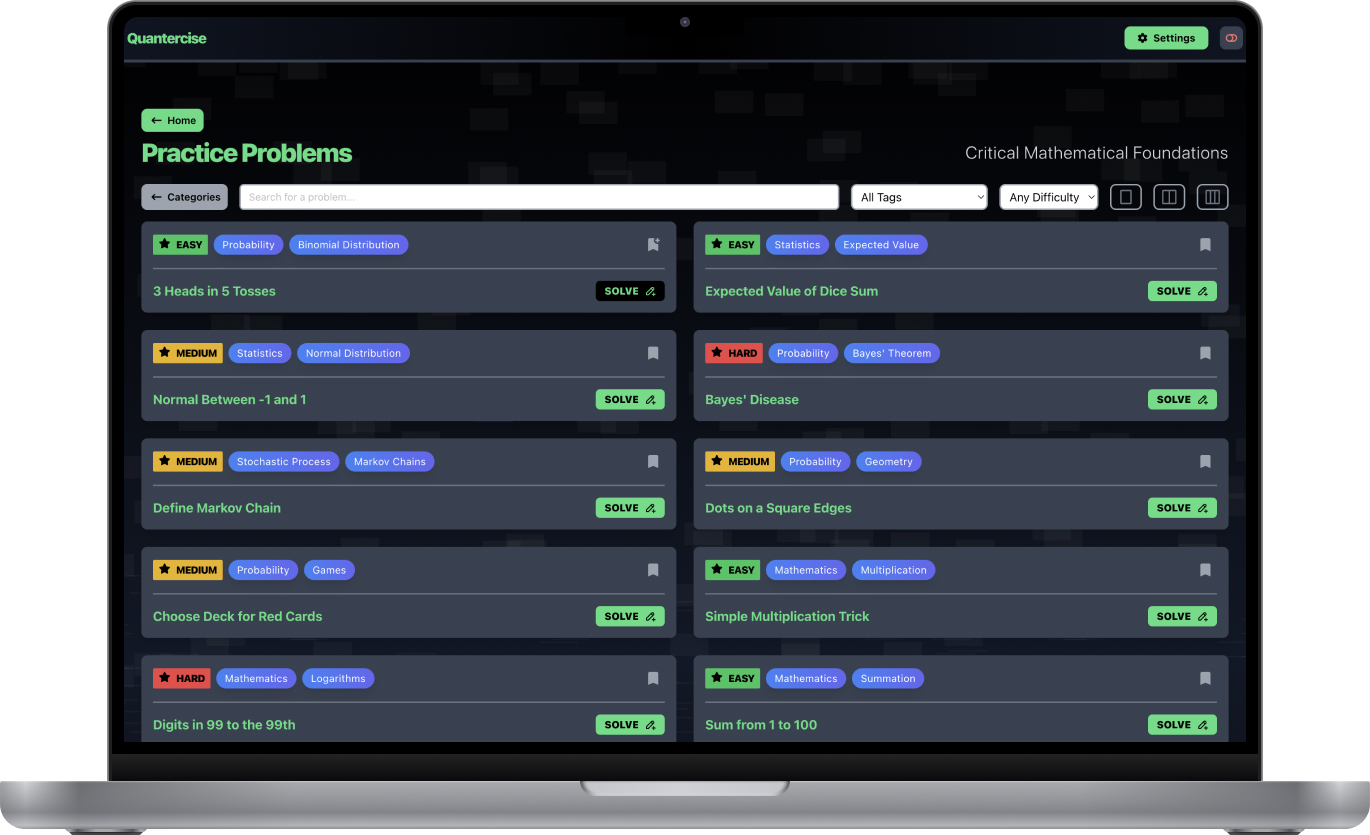 Quantercise
Settings
← Home
Practice Problems
Critical Mathematical Foundations
← Categories
Search for a problem...
All Tags
Any Difficulty
EASY Probability Binomial Distribution
3 Heads in 5 Tosses
SOLVE
EASY Statistics Expected Value
Expected Value of Dice Sum
SOLVE
MEDIUM Statistics Normal Distribution
Normal Between -1 and 1
SOLVE
HARD Probability Bayes' Theorem
Bayes' Disease
SOLVE
MEDIUM Stochastic Process Markov Chains
Define Markov Chain
SOLVE
MEDIUM Probability Geometry
Dots on a Square Edges
SOLVE
MEDIUM Probability Games
Choose Deck for Red Cards
SOLVE
EASY Mathematics Multiplication
Simple Multiplication Trick
SOLVE
HARD Mathematics Logarithms
Digits in 99 to the 99th
SOLVE
EASY Mathematics Summation
Sum from 1 to 100
SOLVE